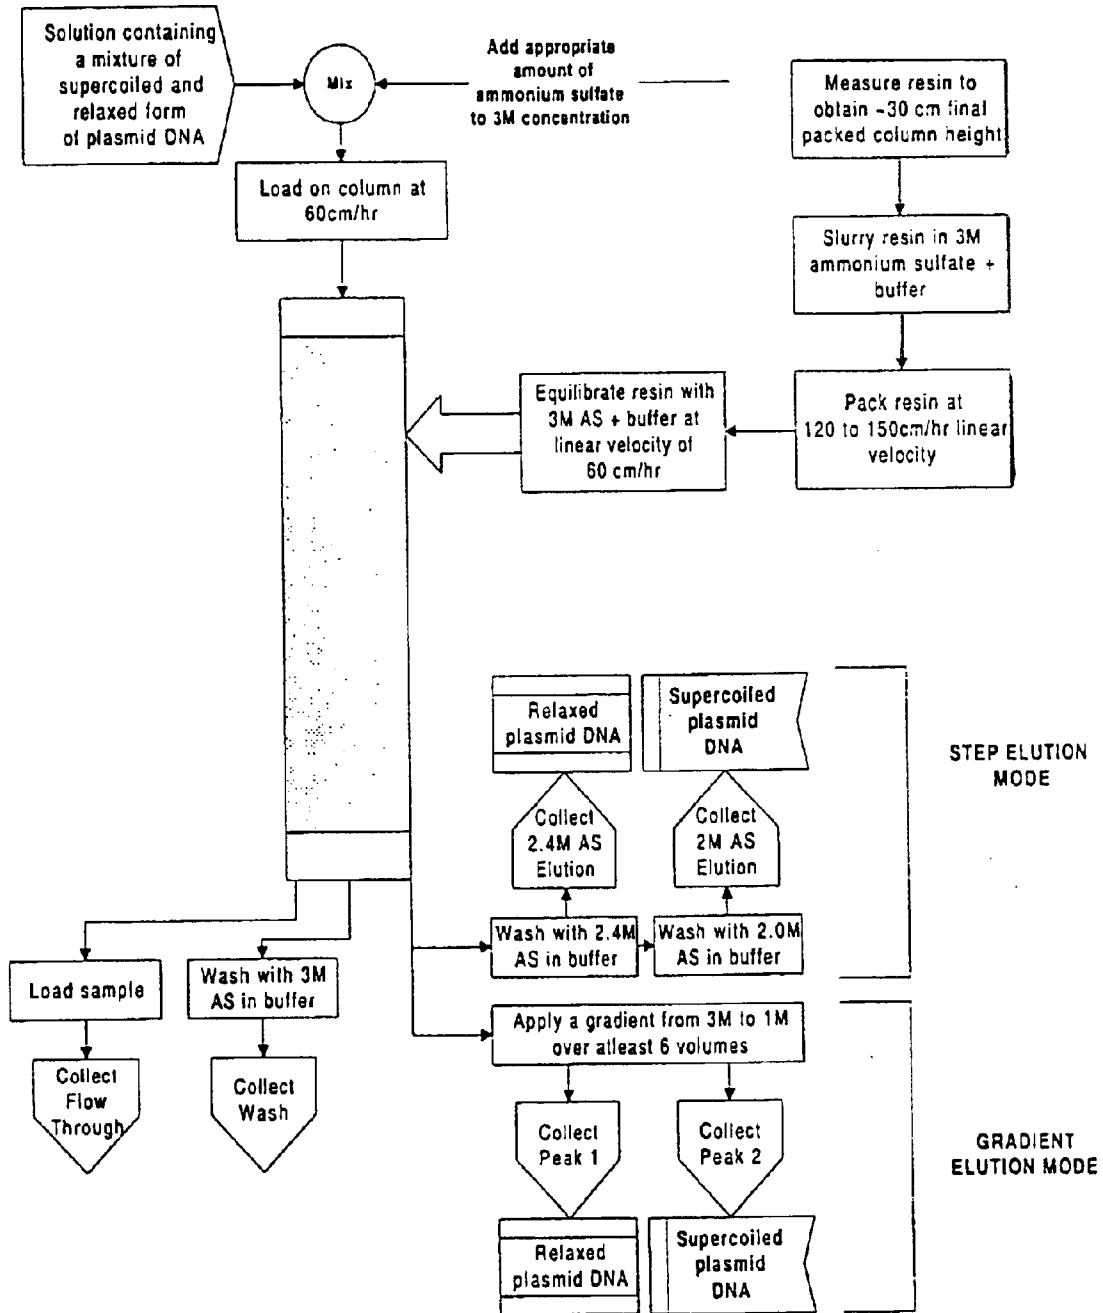 Solution containing
a mixture of
supercoiled and
relaxed form
of plasmid DNA
Mix
Add appropriate
amount of
ammonium sulfate
to 3M concentration
Measure resin to
obtain ~30 cm final
packed column height
Load on column at
60cm/hr
Slurry resin in 3M
ammonium sulfate +
buffer
Equilibrate resin with
3M AS + buffer at
linear velocity of
60 cm/hr
Pack resin at
120 to 150cm/hr linear
velocity
Relaxed
plasmid DNA
Supercoiled
plasmid
DNA
STEP ELUTION
MODE
Collect
2.4M AS
Elution
Collect
2M AS
Elution
Wash with 2.4M
AS in buffer
Wash with 2.0M
AS in buffer
Load sample
Wash with 3M
AS in buffer
Apply a gradient from 3M to 1M
over atleast 6 volumes
Collect
Flow
Through
Collect
Wash
Collect
Peak 1
Collect
Peak 2
GRADIENT
ELUTION MODE
Relaxed
plasmid DNA
Supercoiled
plasmid
DNA